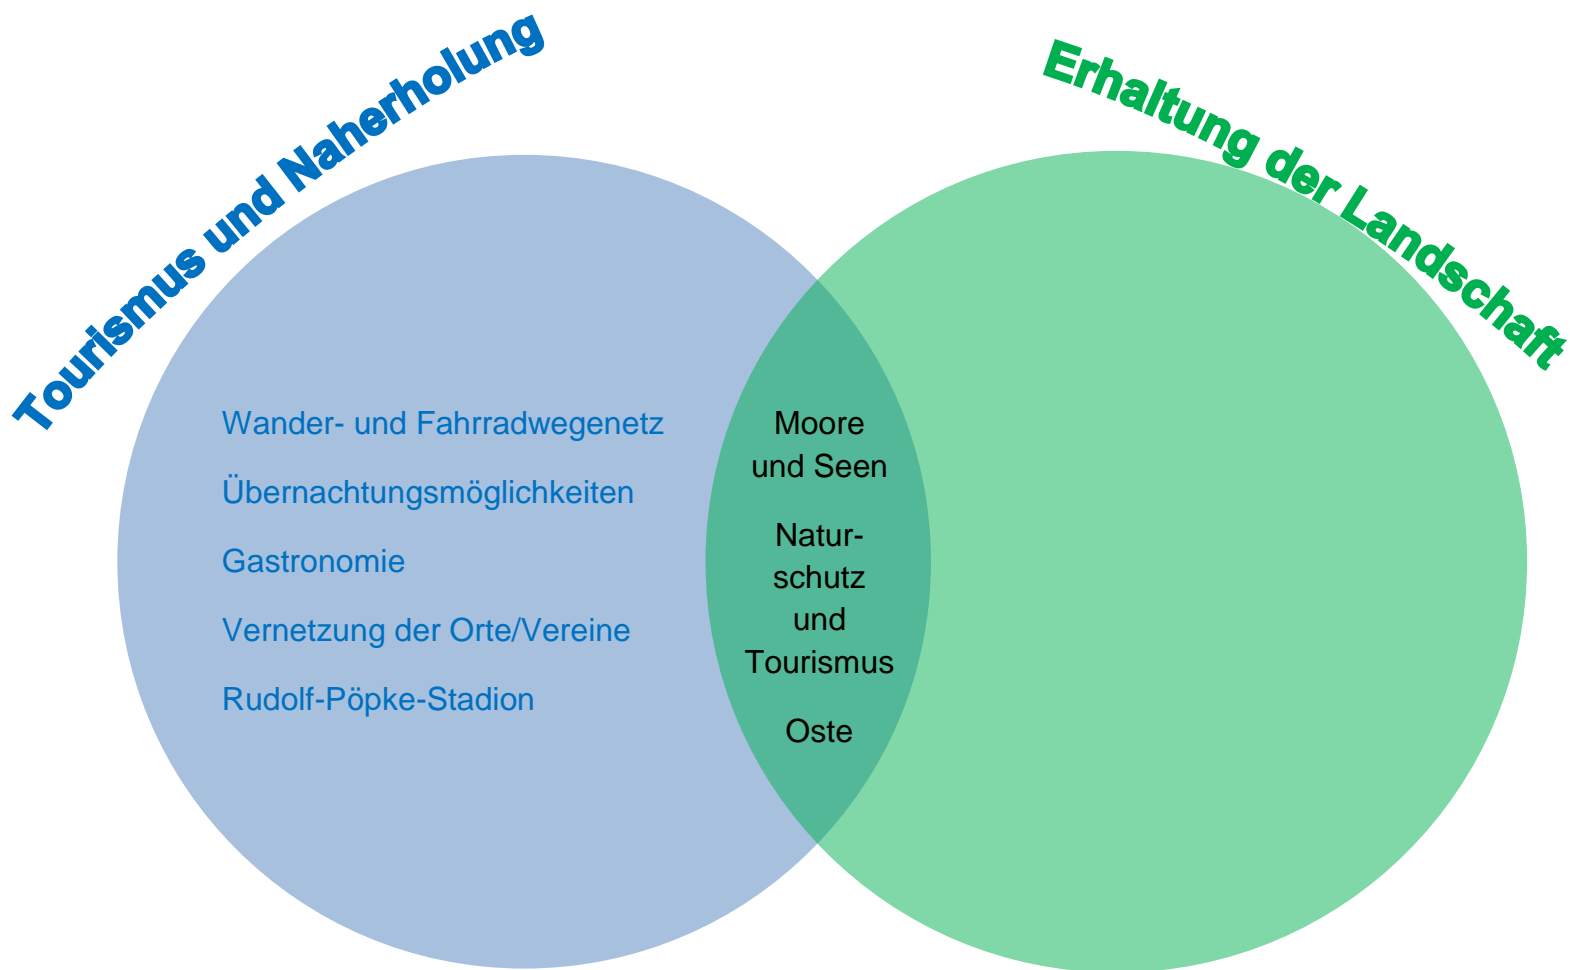 Tourismus und Naherholung
Erhaltung der Landschaft
Wander- und Fahrradwegenetz
Übernachtungsmöglichkeiten
Gastronomie
Vernetzung der Orte/Vereine
Rudolf-Pöpke-Stadion
Moore
und Seen
Natur-
schutz
und
Tourismus
Oste